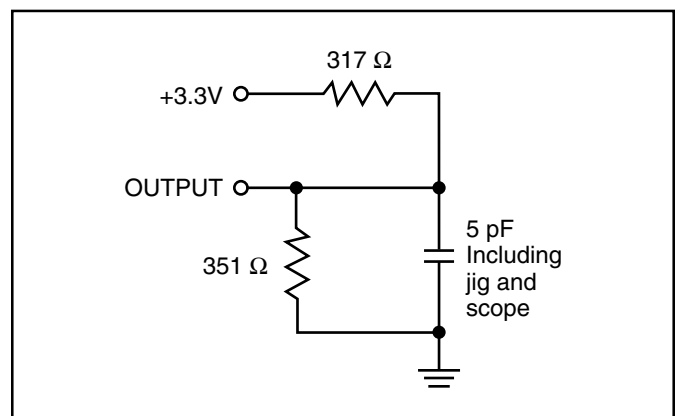 317 Ω
+3.3V
OUTPUT
351 Ω
5 pF
Including
jig and
scope